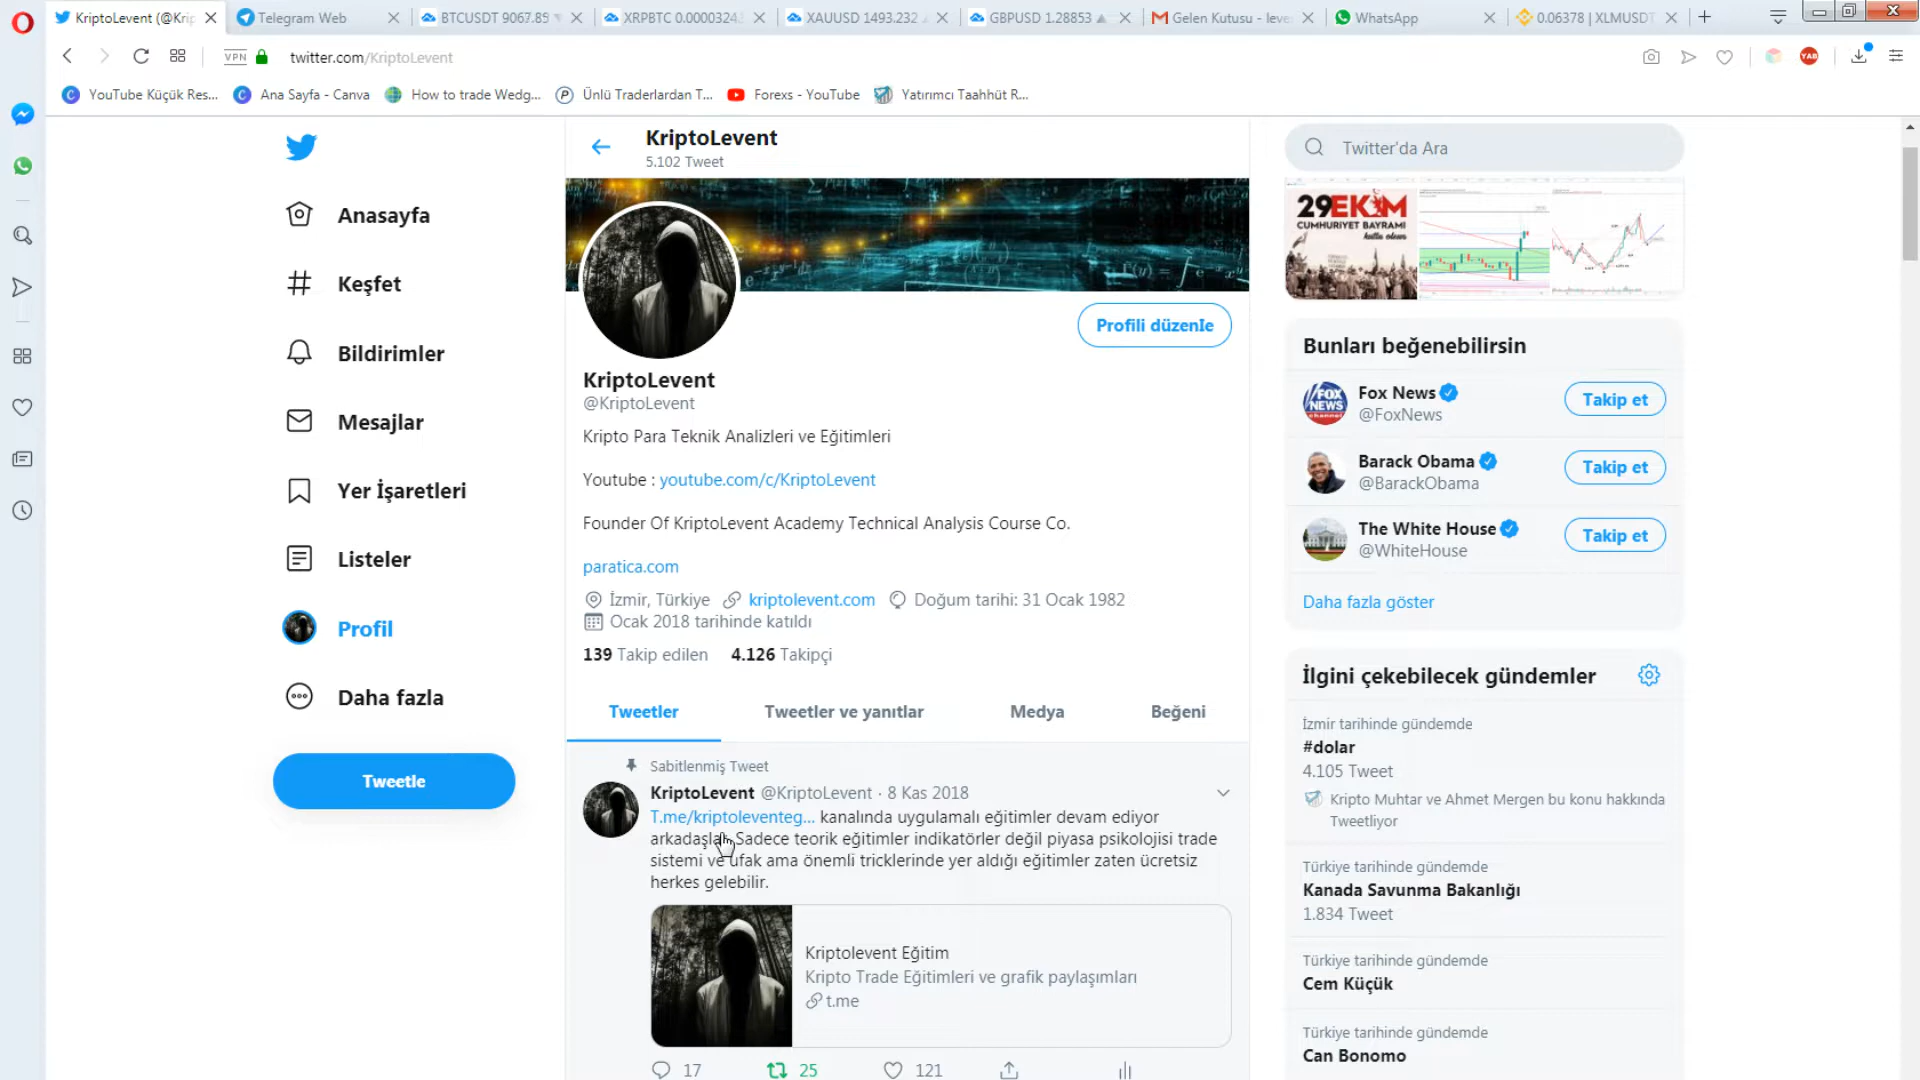 KriptoLevent (@Krip
Telegram Web
BTCUSDT 9067.89 ▼
XRPBTC 0.0000324
XAUUSD 1493.232
GBPUSD 1.28853 ▲
Gelen Kutusu - leve
WhatsApp
0.06378 | XLMUSDT
VPN
twitter.com/KriptoLevent
YAB
YouTube Küçük Res...
Ana Sayfa - Canva
How to trade Wedg...
Ünlü Traderlardan T...
Forexs - YouTube
Yatırımcı Taahhüt R...
Anasayfa
Keşfet
Bildirimler
Mesajlar
Yer İşaretleri
Listeler
Profil
Daha fazla
Tweetle
KriptoLevent
5.102 Tweet
Profili düzenle
KriptoLevent
@KriptoLevent
Kripto Para Teknik Analizleri ve Eğitimleri
Youtube : youtube.com/c/KriptoLevent
Founder Of KriptoLevent Academy Technical Analysis Course Co.
paratica.com
İzmir, Türkiye kriptolevent.com Doğum tarihi: 31 Ocak 1982
Ocak 2018 tarihinde katıldı
139 Takip edilen 4.126 Takipçi
Tweetler
Tweetler ve yanıtlar
Medya
Beğeni
Sabitlenmiş Tweet
KriptoLevent @KriptoLevent · 8 Kas 2018
T.me/kriptoleventeg... kanalında uygulamalı eğitimler devam ediyor
arkadaşlar Sadece teorik eğitimler indikatörler değil piyasa psikolojisi trade
sistemi ve ufak ama önemli tricklerinde yer aldığı eğitimler zaten ücretsiz
herkes gelebilir.
Kriptolevent Eğitim
Kripto Trade Eğitimleri ve grafik paylaşımları
t.me
17
25
121
Twitter'da Ara
29EKİM
CUMHURİYET BAYRAMI
kutlu olsun
Bunları beğenebilirsin
FOX
NEWS
channel
Fox News
@FoxNews
Takip et
Barack Obama
@BarackObama
Takip et
The White House
@WhiteHouse
Takip et
Daha fazla göster
İlgini çekebilecek gündemler
İzmir tarihinde gündemde
#dolar
4.105 Tweet
Kripto Muhtar ve Ahmet Mergen bu konu hakkında
Tweetliyor
Türkiye tarihinde gündemde
Kanada Savunma Bakanlığı
1.834 Tweet
Türkiye tarihinde gündemde
Cem Küçük
Türkiye tarihinde gündemde
Can Bonomo